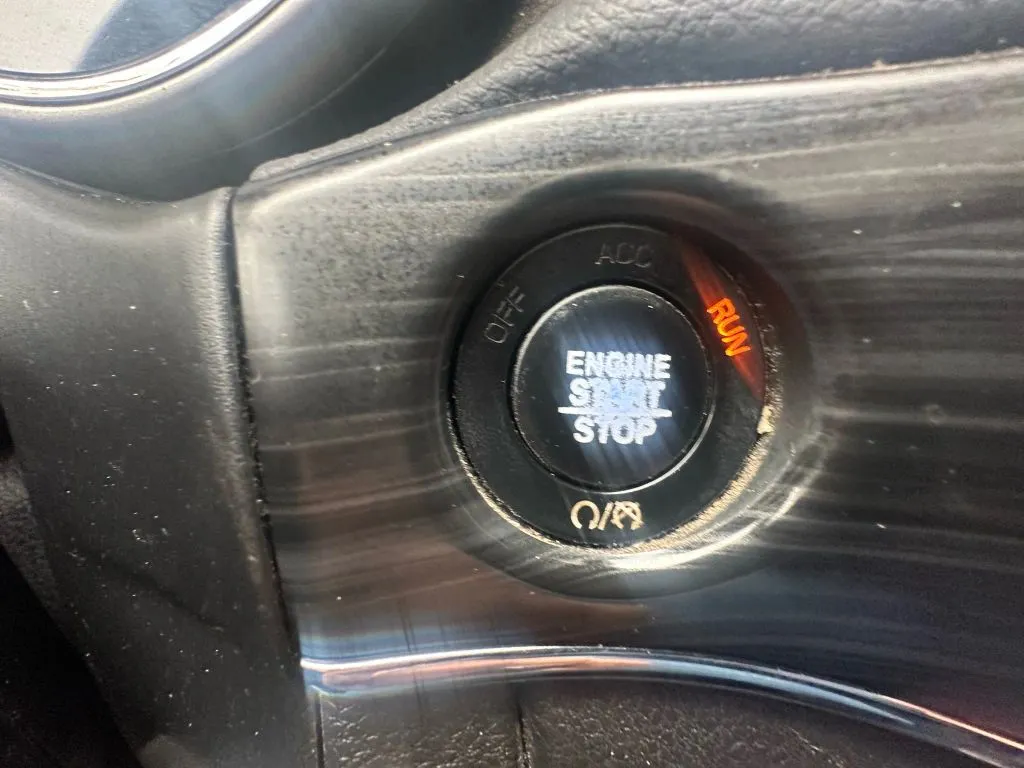 OFF
ACC
RUN
ENGINE
START
STOP